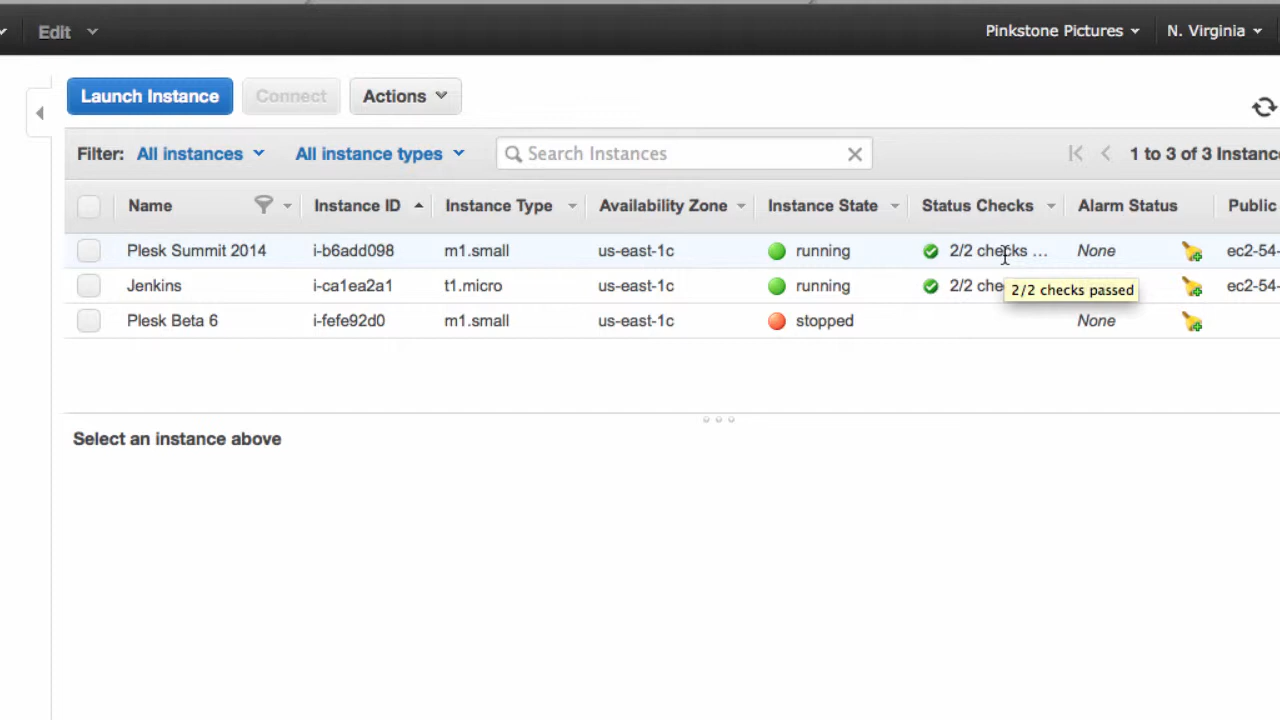 Edit Pinkstone Pictures N. Virginia
Launch Instance Connect Actions
Filter: All instances All instance types Search Instances 1 to 3 of 3 Instanc
Name Instance ID Instance Type Availability Zone Instance State Status Checks Alarm Status Public
Plesk Summit 2014 i-b6add098 m1.small us-east-1c running 2/2 checks ... None ec2-54-
Jenkins i-ca1ea2a1 t1.micro us-east-1c running 2/2 che ec2-54-
2/2 checks passed
Plesk Beta 6 i-fefe92d0 m1.small us-east-1c stopped None
Select an instance above